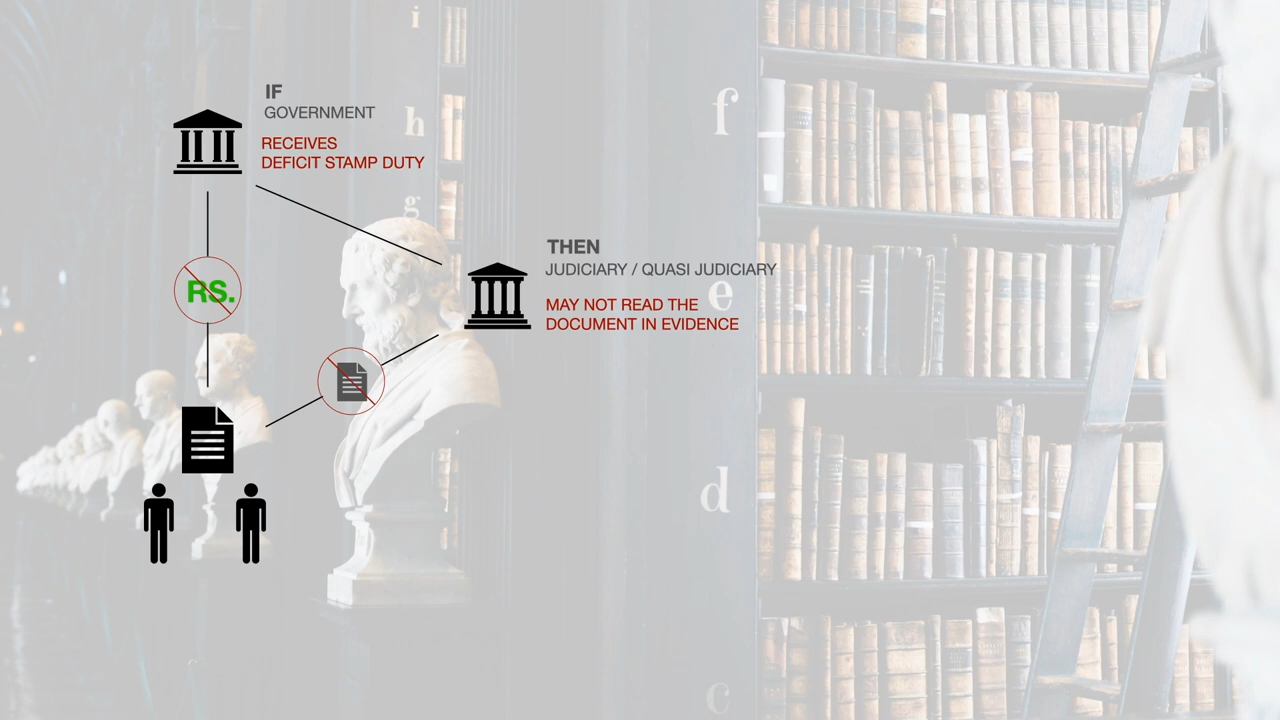 IF
GOVERNMENT
RECEIVES
DEFICIT STAMP DUTY
RS.
THEN
JUDICIARY / QUASI JUDICIARY
MAY NOT READ THE
DOCUMENT IN EVIDENCE
i
h
g
f
e
d
c